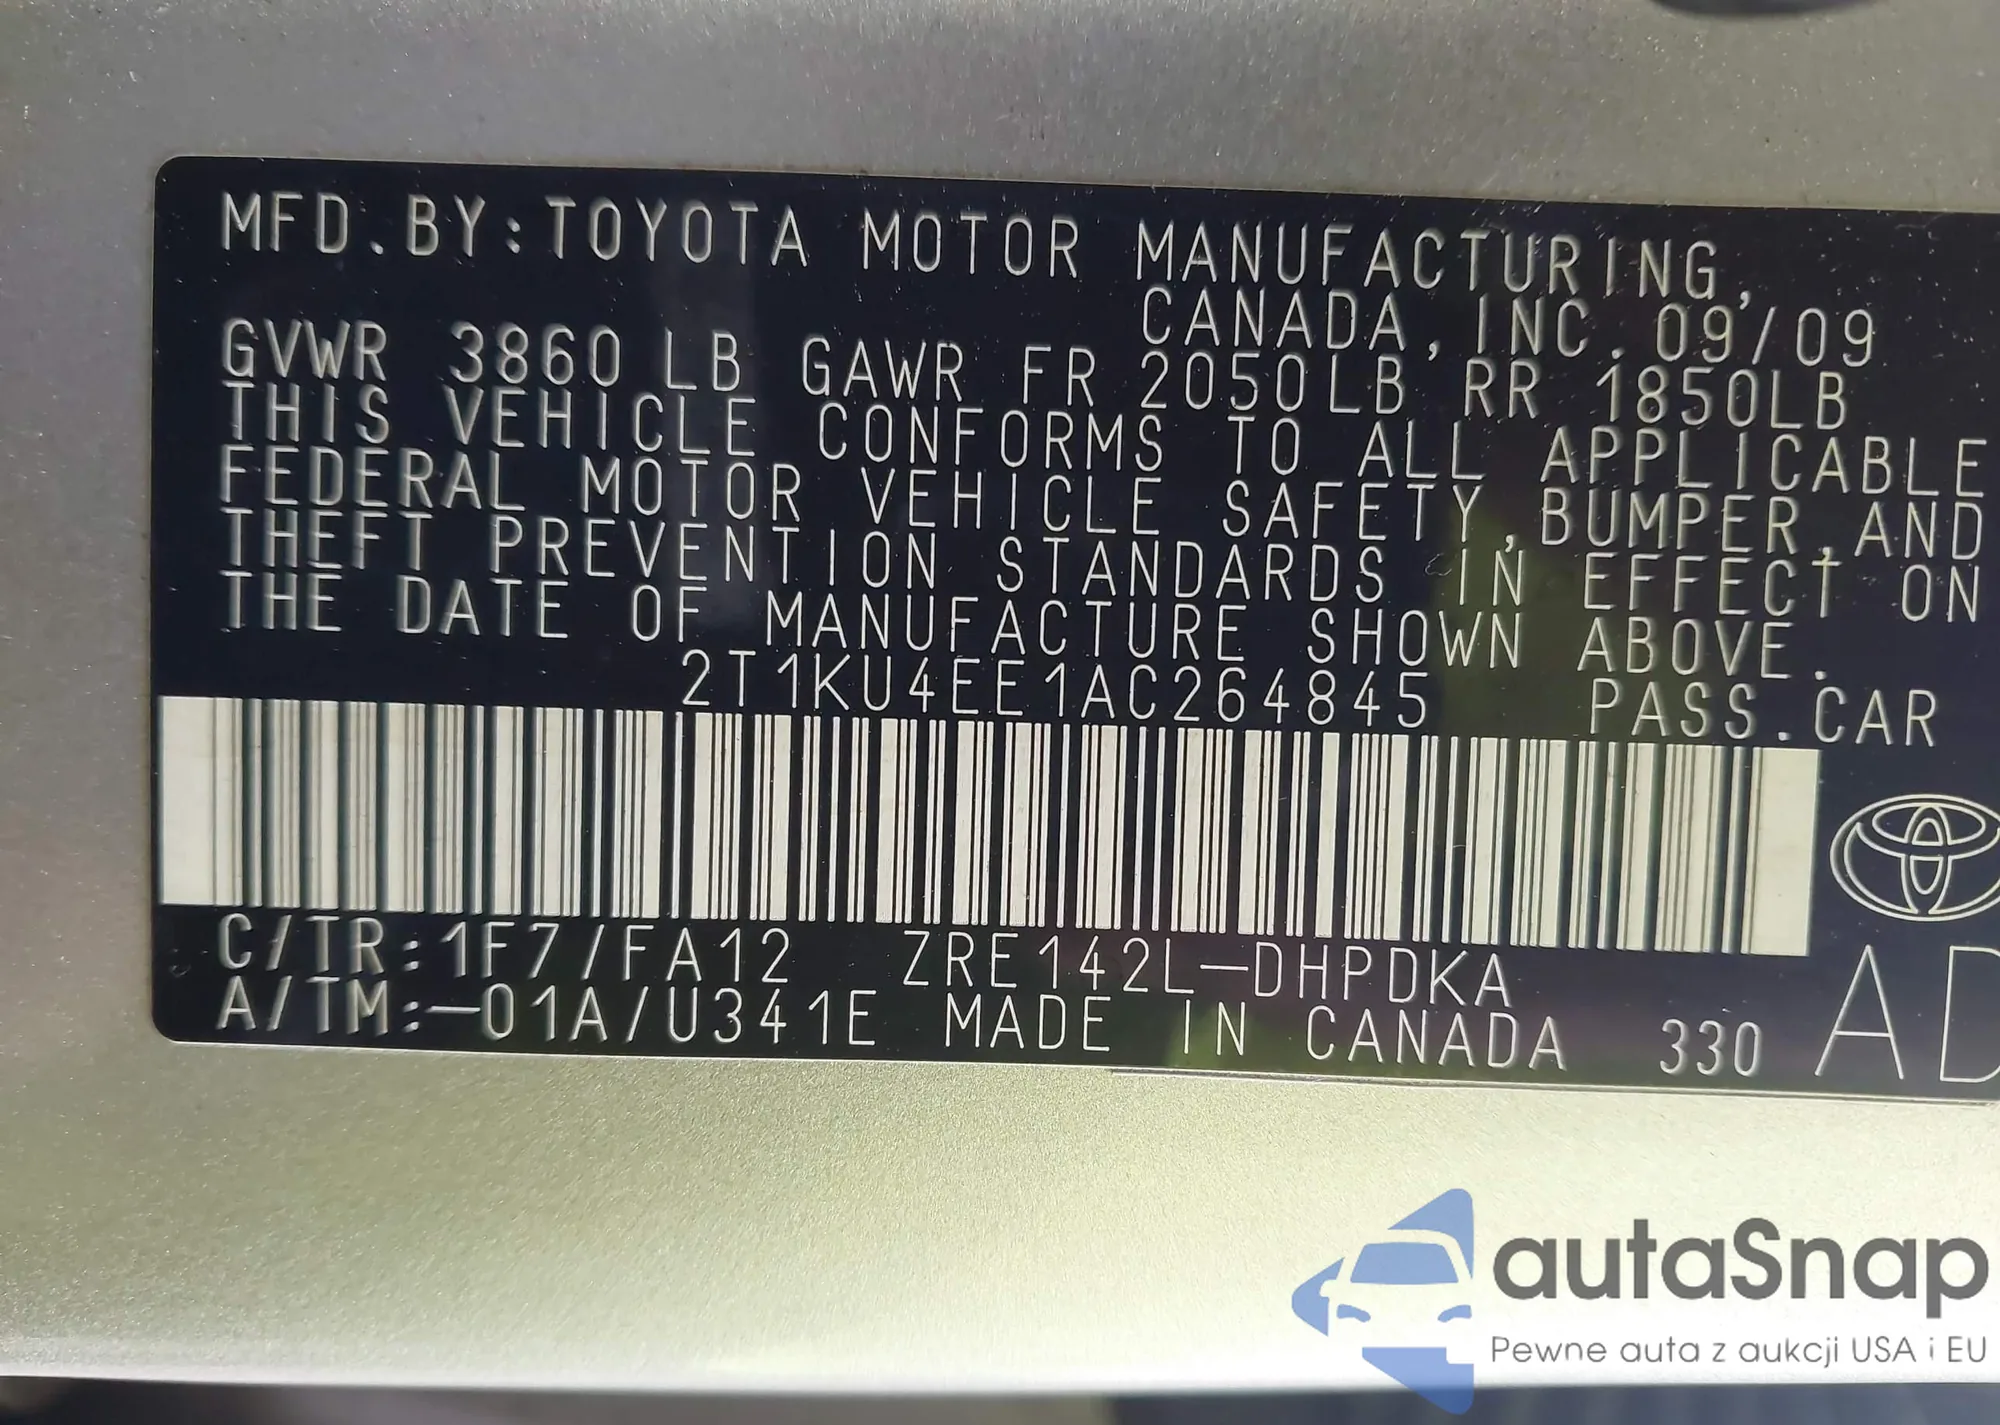 MFD.BY:TOYOTA MOTOR MANUFACTURING,
CANADA,INC. 09/09
GVWR 3860 LB GAWR FR 2050LB RR 1850LB
THIS VEHICLE CONFORMS TO ALL APPLICABLE
FEDERAL MOTOR VEHICLE SAFETY,BUMPER,AND
THEFT PREVENTION STANDARDS IN EFFECT ON
THE DATE OF MANUFACTURE SHOWN ABOVE.
2T1KU4EE1AC264845 PASS.CAR
C/TR:1F7/FA12 ZRE142L-DHPDKA
A/TM:-01A/U341E MADE IN CANADA 330
AD
autaSnap
Pewne auta z aukcji USA i EU